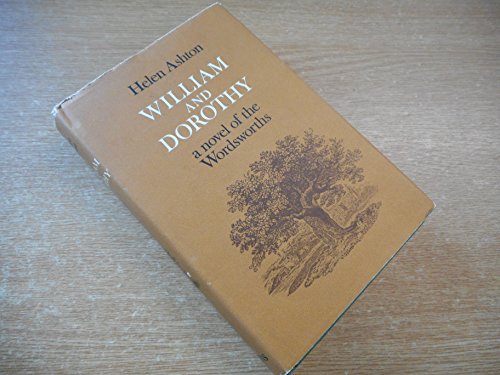 Helen Ashton
WILLIAM
AND
DOROTHY
a novel of the
Wordsworths